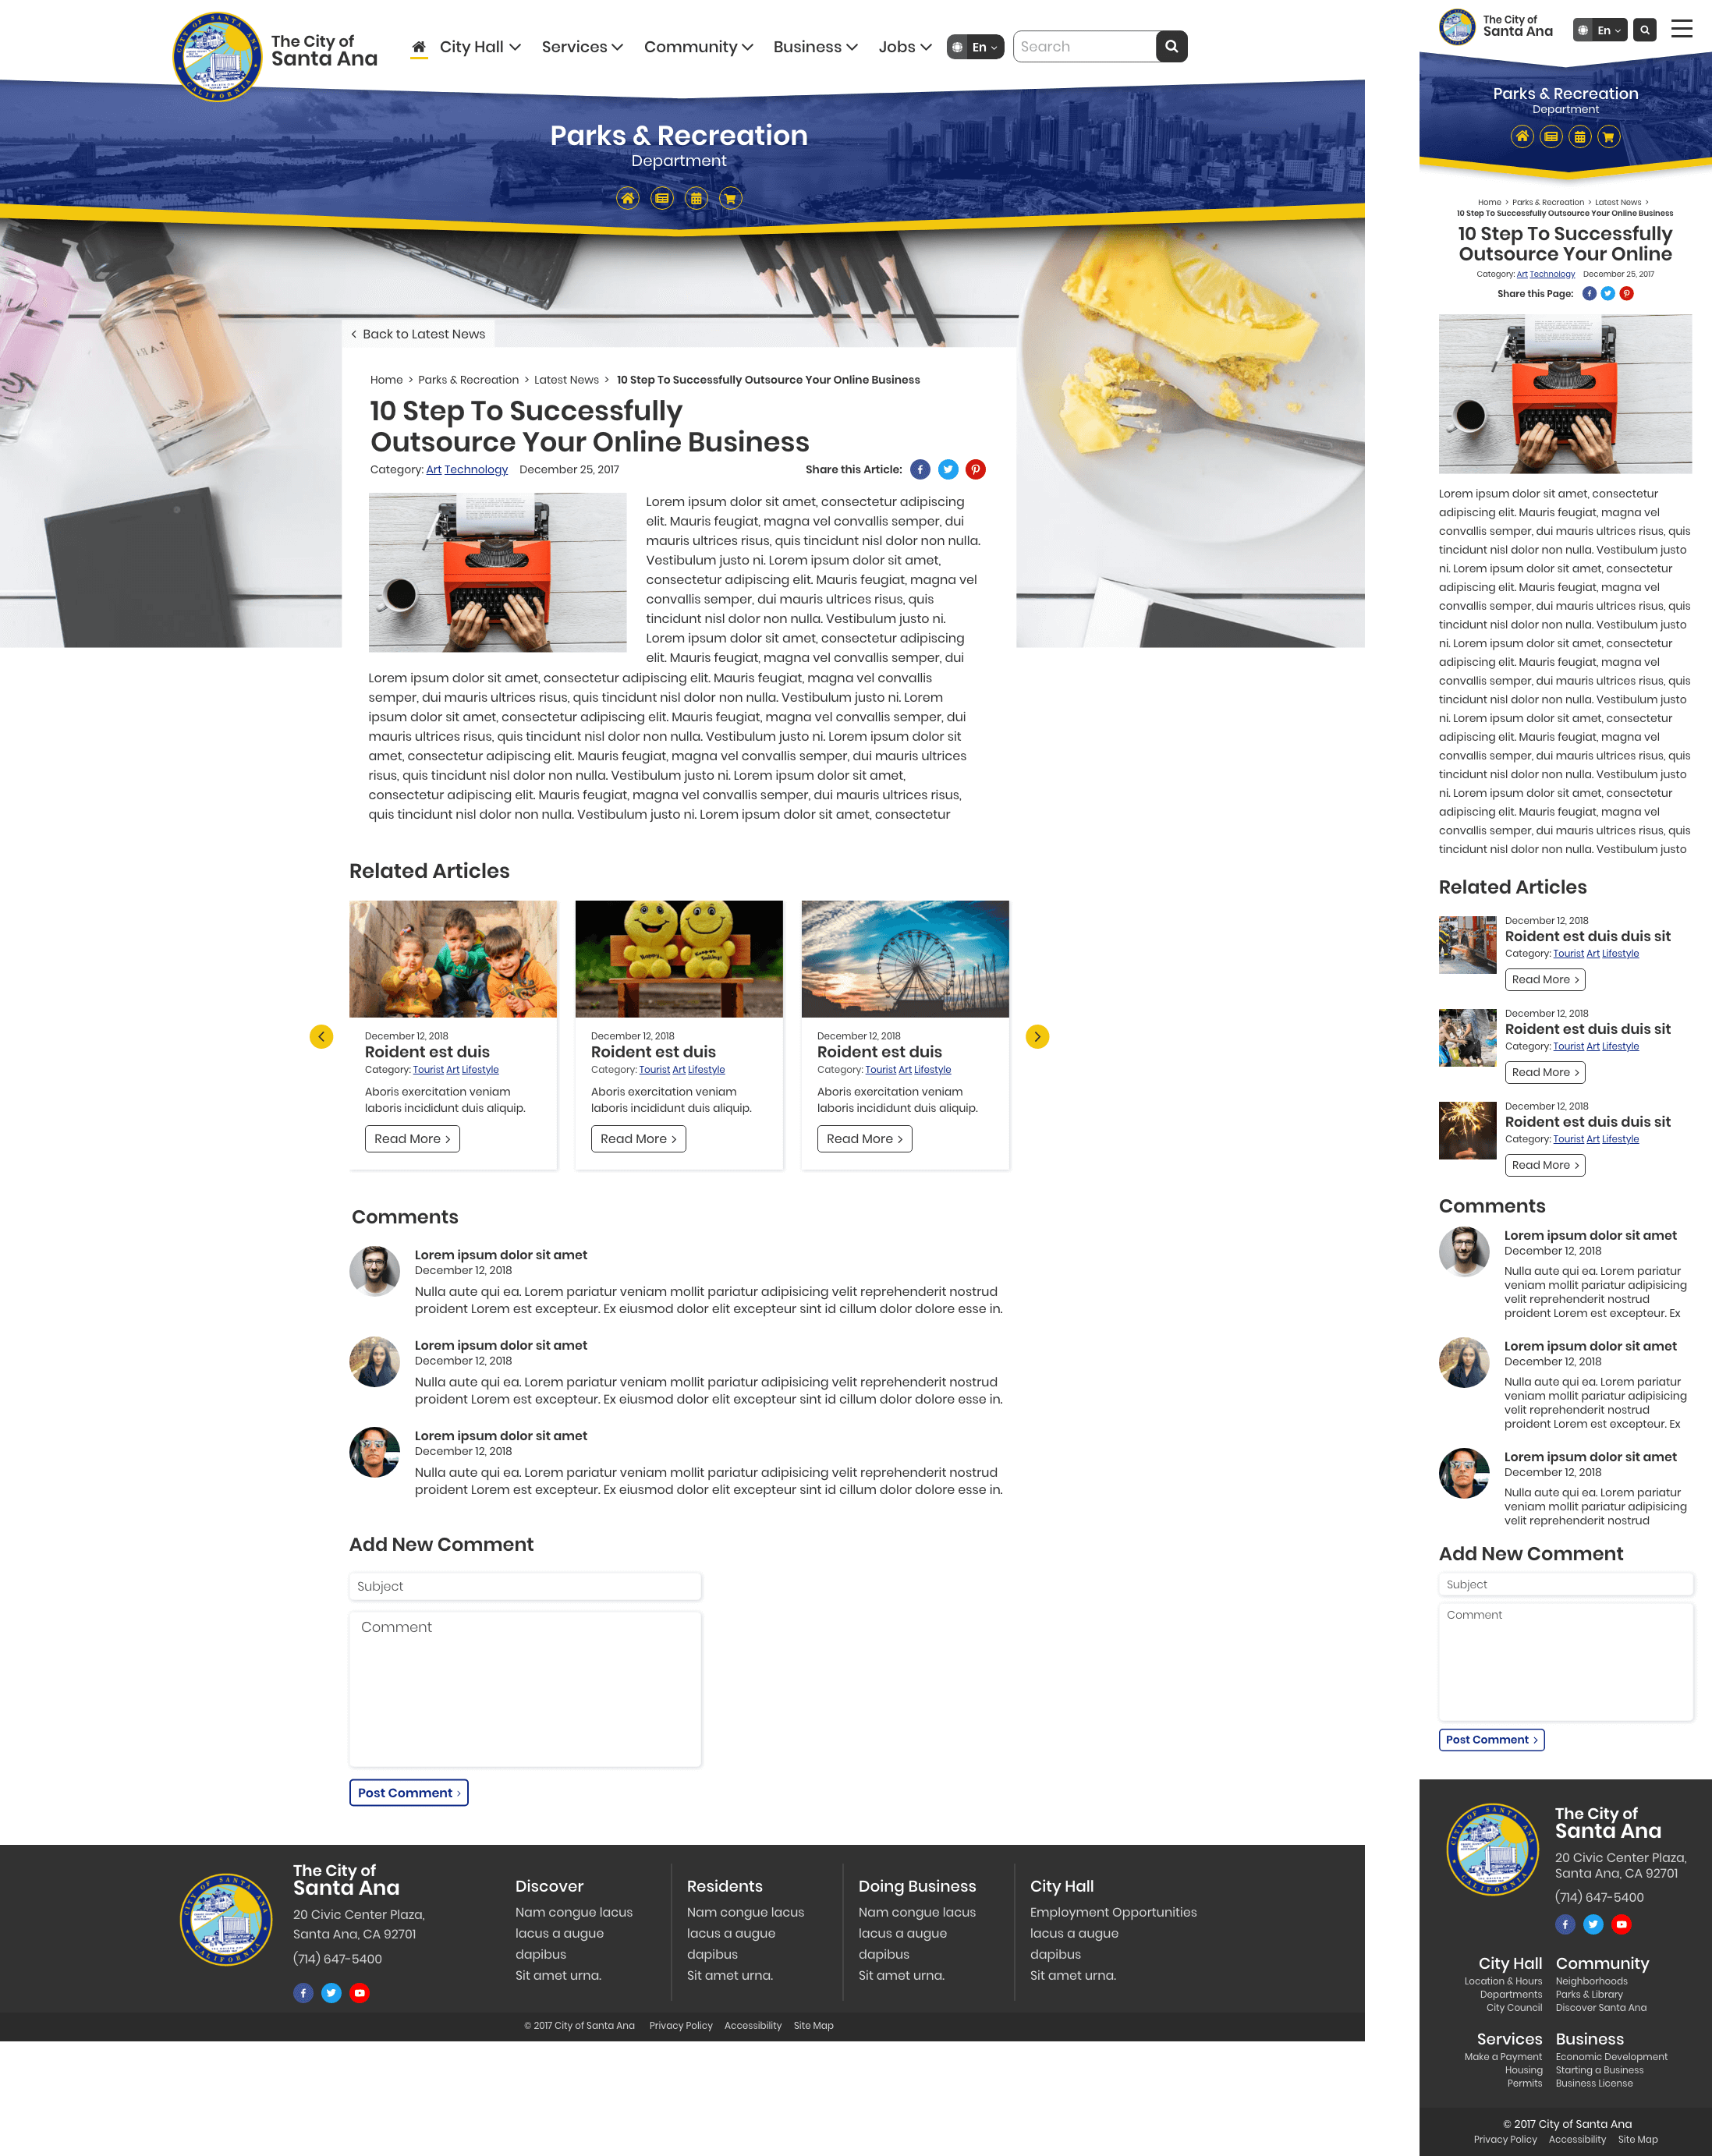 The City of
Santa Ana
City Hall
Services
Community
Business
Jobs
En
Search
Parks & Recreation
Department
Back to Latest News
Home > Parks & Recreation > Latest News > 10 Step To Successfully Outsource Your Online Business
10 Step To Successfully
Outsource Your Online Business
Category: Art Technology December 25, 2017
Share this Article:
Lorem ipsum dolor sit amet, consectetur adipiscing
elit. Mauris feugiat, magna vel convallis semper, dui
mauris ultrices risus, quis tincidunt nisl dolor non nulla.
Vestibulum justo ni. Lorem ipsum dolor sit amet,
consectetur adipiscing elit. Mauris feugiat, magna vel
convallis semper, dui mauris ultrices risus, quis
tincidunt nisl dolor non nulla. Vestibulum justo ni.
Lorem ipsum dolor sit amet, consectetur adipiscing
elit. Mauris feugiat, magna vel convallis semper, dui
Lorem ipsum dolor sit amet, consectetur adipiscing elit. Mauris feugiat, magna vel convallis
semper, dui mauris ultrices risus, quis tincidunt nisl dolor non nulla. Vestibulum justo ni. Lorem
ipsum dolor sit amet, consectetur adipiscing elit. Mauris feugiat, magna vel convallis semper, dui
mauris ultrices risus, quis tincidunt nisl dolor non nulla. Vestibulum justo ni. Lorem ipsum dolor sit
amet, consectetur adipiscing elit. Mauris feugiat, magna vel convallis semper, dui mauris ultrices
risus, quis tincidunt nisl dolor non nulla. Vestibulum justo ni. Lorem ipsum dolor sit amet,
consectetur adipiscing elit. Mauris feugiat, magna vel convallis semper, dui mauris ultrices risus,
quis tincidunt nisl dolor non nulla. Vestibulum justo ni. Lorem ipsum dolor sit amet, consectetur
Related Articles
December 12, 2018
Roident est duis
Category: Tourist Art Lifestyle
Aboris exercitation veniam
laboris incididunt duis aliquip.
Read More
December 12, 2018
Roident est duis
Category: Tourist Art Lifestyle
Aboris exercitation veniam
laboris incididunt duis aliquip.
Read More
December 12, 2018
Roident est duis
Category: Tourist Art Lifestyle
Aboris exercitation veniam
laboris incididunt duis aliquip.
Read More
Comments
Lorem ipsum dolor sit amet
December 12, 2018
Nulla aute qui ea. Lorem pariatur veniam mollit pariatur adipisicing velit reprehenderit nostrud
proident Lorem est excepteur. Ex eiusmod dolor elit excepteur sint id cillum dolor dolore esse in.
Lorem ipsum dolor sit amet
December 12, 2018
Nulla aute qui ea. Lorem pariatur veniam mollit pariatur adipisicing velit reprehenderit nostrud
proident Lorem est excepteur. Ex eiusmod dolor elit excepteur sint id cillum dolor dolore esse in.
Lorem ipsum dolor sit amet
December 12, 2018
Nulla aute qui ea. Lorem pariatur veniam mollit pariatur adipisicing velit reprehenderit nostrud
proident Lorem est excepteur. Ex eiusmod dolor elit excepteur sint id cillum dolor dolore esse in.
Add New Comment
Subject
Comment
Post Comment
The City of
Santa Ana
20 Civic Center Plaza,
Santa Ana, CA 92701
(714) 647-5400
Discover
Nam congue lacus
lacus a augue
dapibus
Sit amet urna.
Residents
Nam congue lacus
lacus a augue
dapibus
Sit amet urna.
Doing Business
Nam congue lacus
lacus a augue
dapibus
Sit amet urna.
City Hall
Employment Opportunities
lacus a augue
dapibus
Sit amet urna.
© 2017 City of Santa Ana Privacy Policy Accessibility Site Map
The City of
Santa Ana
En
Parks & Recreation
Department
Home > Parks & Recreation > Latest News >
10 Step To Successfully Outsource Your Online Business
10 Step To Successfully
Outsource Your Online
Category: Art Technology December 25, 2017
Share this Page:
Lorem ipsum dolor sit amet, consectetur
adipiscing elit. Mauris feugiat, magna vel
convallis semper, dui mauris ultrices risus, quis
tincidunt nisl dolor non nulla. Vestibulum justo
ni. Lorem ipsum dolor sit amet, consectetur
adipiscing elit. Mauris feugiat, magna vel
convallis semper, dui mauris ultrices risus, quis
tincidunt nisl dolor non nulla. Vestibulum justo
ni. Lorem ipsum dolor sit amet, consectetur
adipiscing elit. Mauris feugiat, magna vel
convallis semper, dui mauris ultrices risus, quis
tincidunt nisl dolor non nulla. Vestibulum justo
ni. Lorem ipsum dolor sit amet, consectetur
adipiscing elit. Mauris feugiat, magna vel
convallis semper, dui mauris ultrices risus, quis
tincidunt nisl dolor non nulla. Vestibulum justo
ni. Lorem ipsum dolor sit amet, consectetur
adipiscing elit. Mauris feugiat, magna vel
convallis semper, dui mauris ultrices risus, quis
tincidunt nisl dolor non nulla. Vestibulum justo
Related Articles
December 12, 2018
Roident est duis duis sit
Category: Tourist Art Lifestyle
Read More
December 12, 2018
Roident est duis duis sit
Category: Tourist Art Lifestyle
Read More
December 12, 2018
Roident est duis duis sit
Category: Tourist Art Lifestyle
Read More
Comments
Lorem ipsum dolor sit amet
December 12, 2018
Nulla aute qui ea. Lorem pariatur
veniam mollit pariatur adipisicing
velit reprehenderit nostrud
proident Lorem est excepteur. Ex
Lorem ipsum dolor sit amet
December 12, 2018
Nulla aute qui ea. Lorem pariatur
veniam mollit pariatur adipisicing
velit reprehenderit nostrud
proident Lorem est excepteur. Ex
Lorem ipsum dolor sit amet
December 12, 2018
Nulla aute qui ea. Lorem pariatur
veniam mollit pariatur adipisicing
velit reprehenderit nostrud
Add New Comment
Subject
Comment
Post Comment
The City of
Santa Ana
20 Civic Center Plaza,
Santa Ana, CA 92701
(714) 647-5400
City Hall
Location & Hours
Departments
City Council
Community
Neighborhoods
Parks & Library
Discover Santa Ana
Services
Make a Payment
Housing
Permits
Business
Economic Development
Starting a Business
Business License
© 2017 City of Santa Ana
Privacy Policy Accessibility Site Map